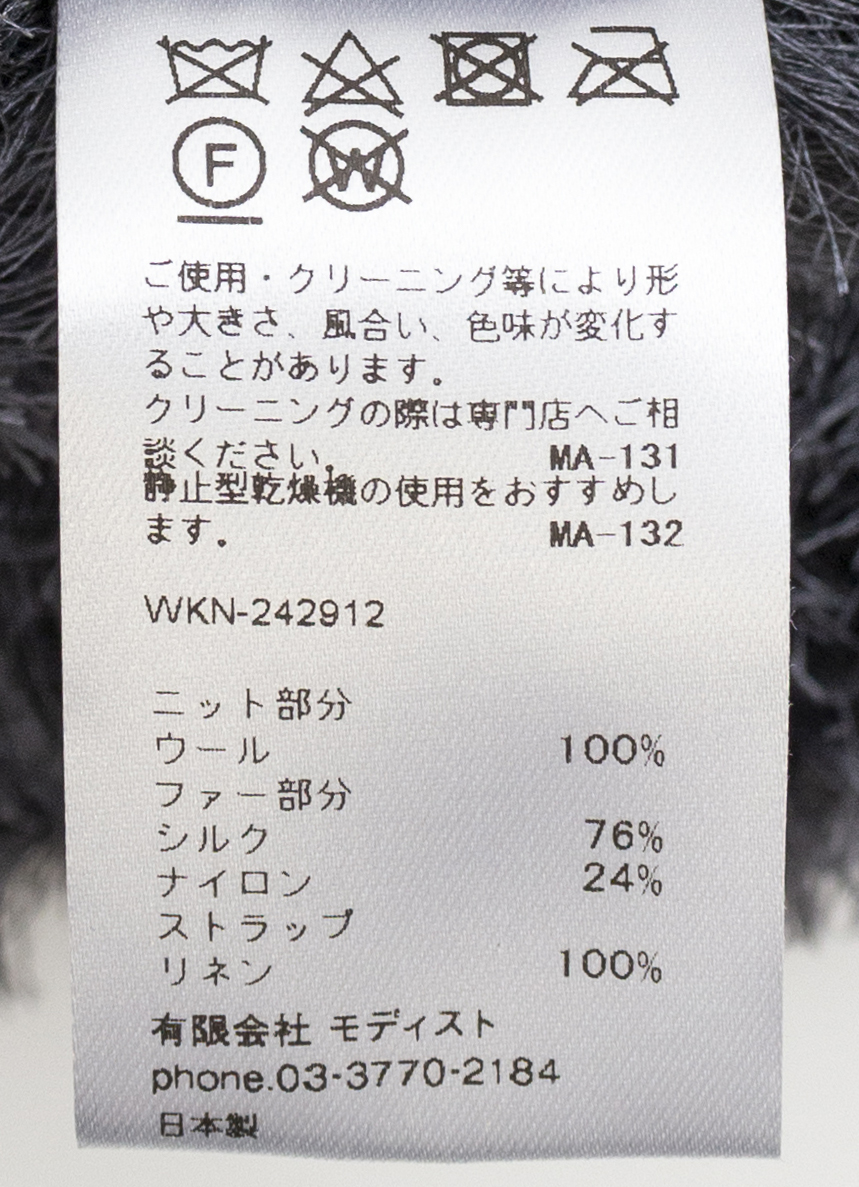 F W
ご使用・クリーニング等により形
や大きさ、風合い、色味が変化す
ることがあります。
クリーニングの際は専門店へご相
談ください。 MA-131
静止型乾燥機の使用をおすすめし
ます。 MA-132
WKN-242912
ニット部分
ウール 100%
ファー部分
シルク 76%
ナイロン 24%
ストラップ
リネン 100%
有限会社 モディスト
phone.03-3770-2184
日本製